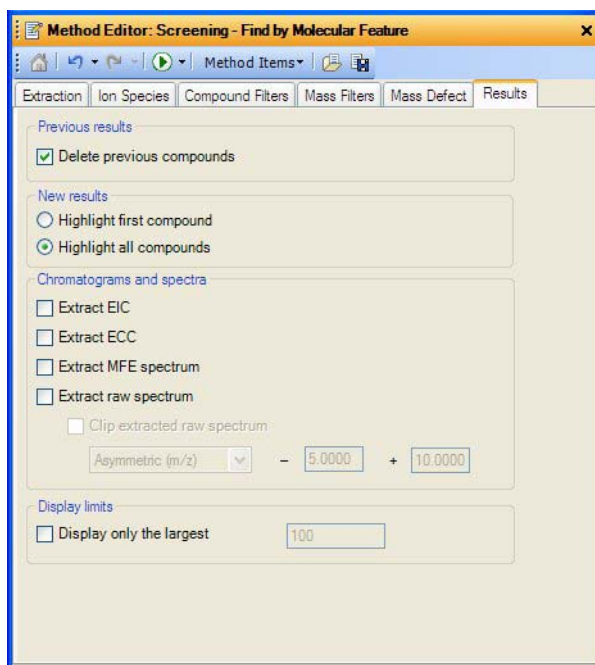 Method Editor: Screening - Find by Molecular Feature
Method Items
Extraction Ion Species Compound Filters Mass Filters Mass Defect Results
Previous results
Delete previous compounds
New results
Highlight first compound
Highlight all compounds
Chromatograms and spectra
Extract EIC
Extract ECC
Extract MFE spectrum
Extract raw spectrum
Clip extracted raw spectrum
Asymmetric (m/z) - 5.0000 + 10.0000
Display limits
Display only the largest 100